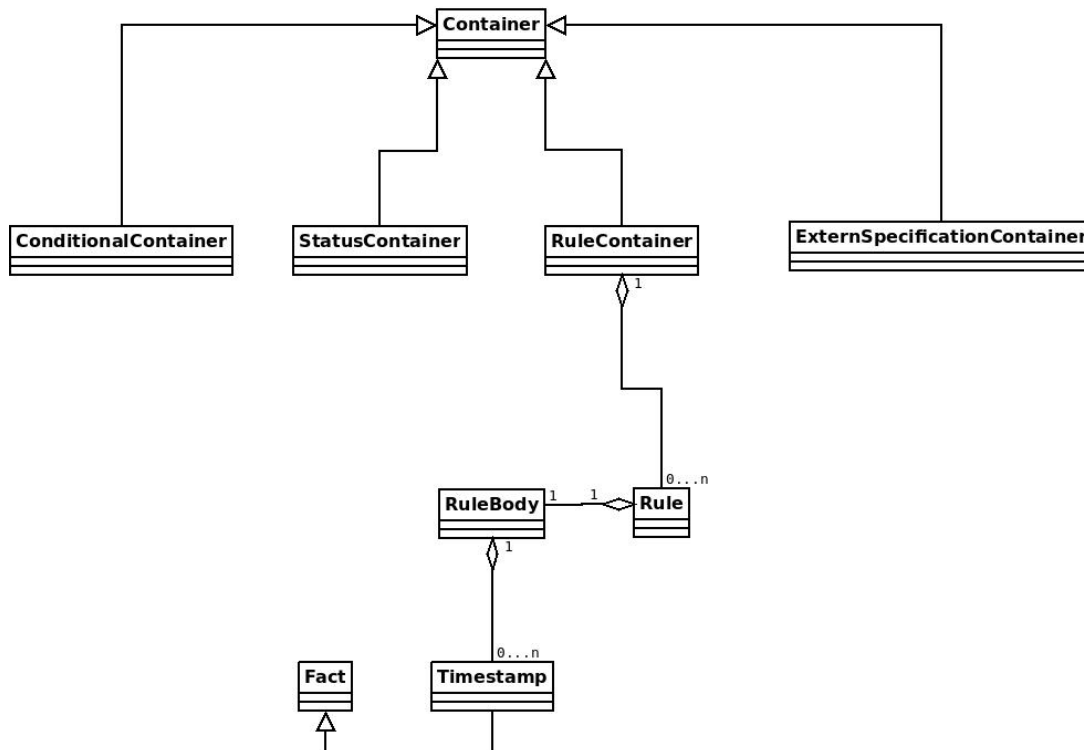 Container
ConditionalContainer
StatusContainer
RuleContainer
ExternSpecificationContainer
1
0...n
RuleBody
1
1
Rule
1
0...n
Fact
Timestamp